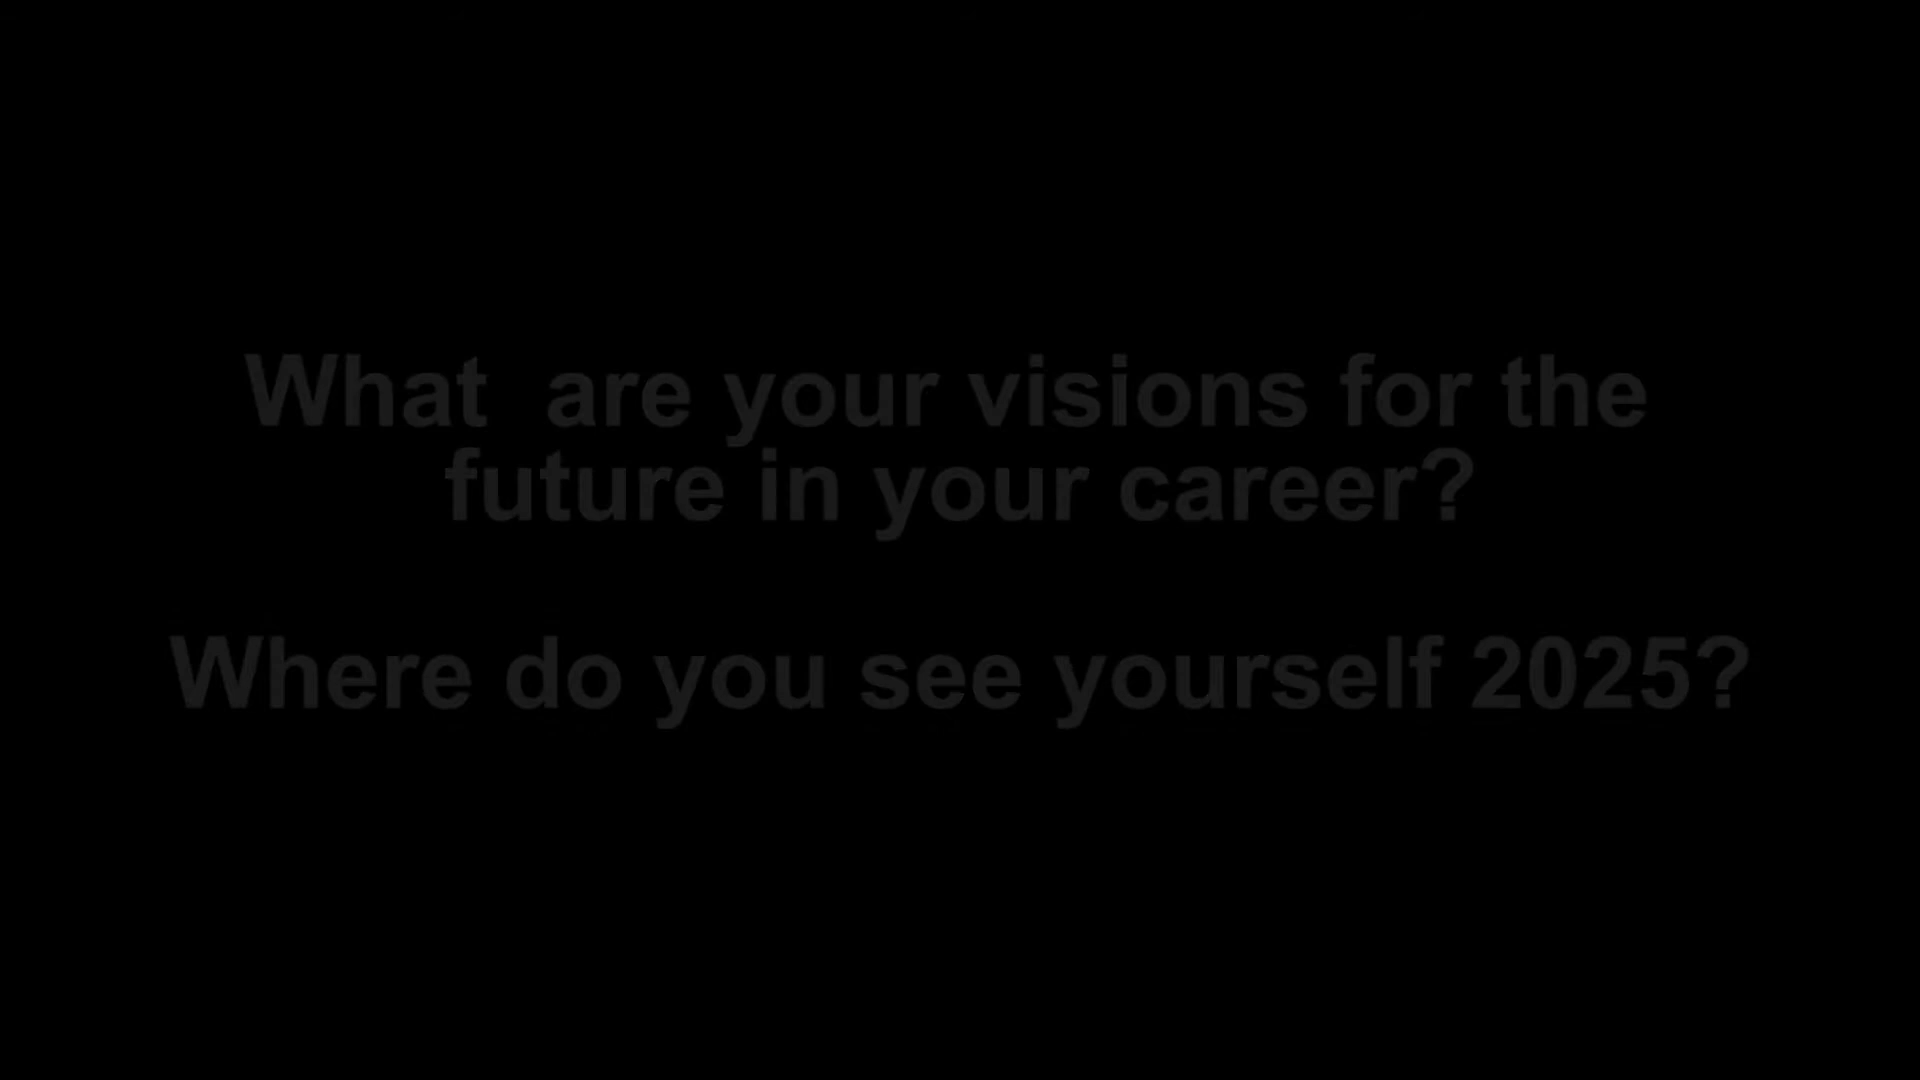 What  are your visions for the
future in your career?
Where do you see yourself 2025?